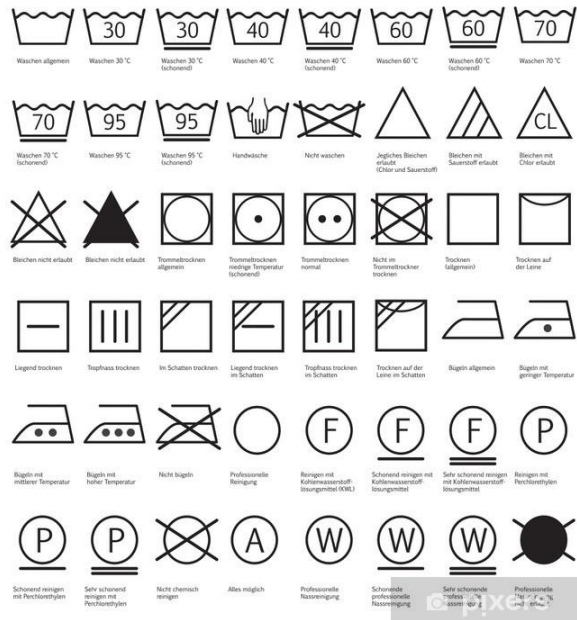 30
30
40
40
60
60
70
Waschen allgemein
Waschen 30 °C
Waschen 30 °C
(schonend)
Waschen 40 °C
Waschen 40 °C
(schonend)
Waschen 60 °C
Waschen 60 °C
(schonend)
Waschen 70 °C
70
95
95
CL
Waschen 70 °C
(schonend)
Waschen 95 °C
Waschen 95 °C
(schonend)
Handwäsche
Nicht waschen
Jegliches Bleichen
erlaubt
(Chlor und Sauerstoff)
Bleichen mit
Sauerstoff erlaubt
Bleichen mit
Chlor erlaubt
Bleichen nicht erlaubt
Bleichen nicht erlaubt
Trommeltrocknen
allgemein
Trommeltrocknen
niedrige Temperatur
(schonend)
Trommeltrocknen
normal
Nicht im
Trommeltrockner
trocknen
Trocknen
(allgemein)
Trocknen auf
der Leine
Liegend trocknen
Tropfnass trocknen
Im Schatten trocknen
Liegend trocknen
im Schatten
Tropfnass trocknen
im Schatten
Trocknen auf der
Leine im Schatten
Bügeln allgemein
Bügeln mit
geringer Temperatur
F
F
F
P
Bügeln mit
mittlerer Temperatur
Bügeln mit
hoher Temperatur
Nicht bügeln
Professionelle
Reinigung
Reinigen mit
Kohlenwasserstoff-
lösungsmittel (KWL)
Schonend reinigen mit
Kohlenwasserstoff-
lösungsmittel
Sehr schonend reinigen
mit Kohlenwasserstoff-
lösungsmittel
Reinigen mit
Perchlorethylen
P
P
A
W
W
W
Schonend reinigen
mit Perchlorethylen
Sehr schonend
reinigen mit
Perchlorethylen
Nicht chemisch
reinigen
Alles möglich
Professionelle
Nassreinigung
Schonende
professionelle
Nassreinigung
Sehr schonende
professionelle
Nassreinigung
Professionelle
Nassreinigung
nicht erlaubt
pixers